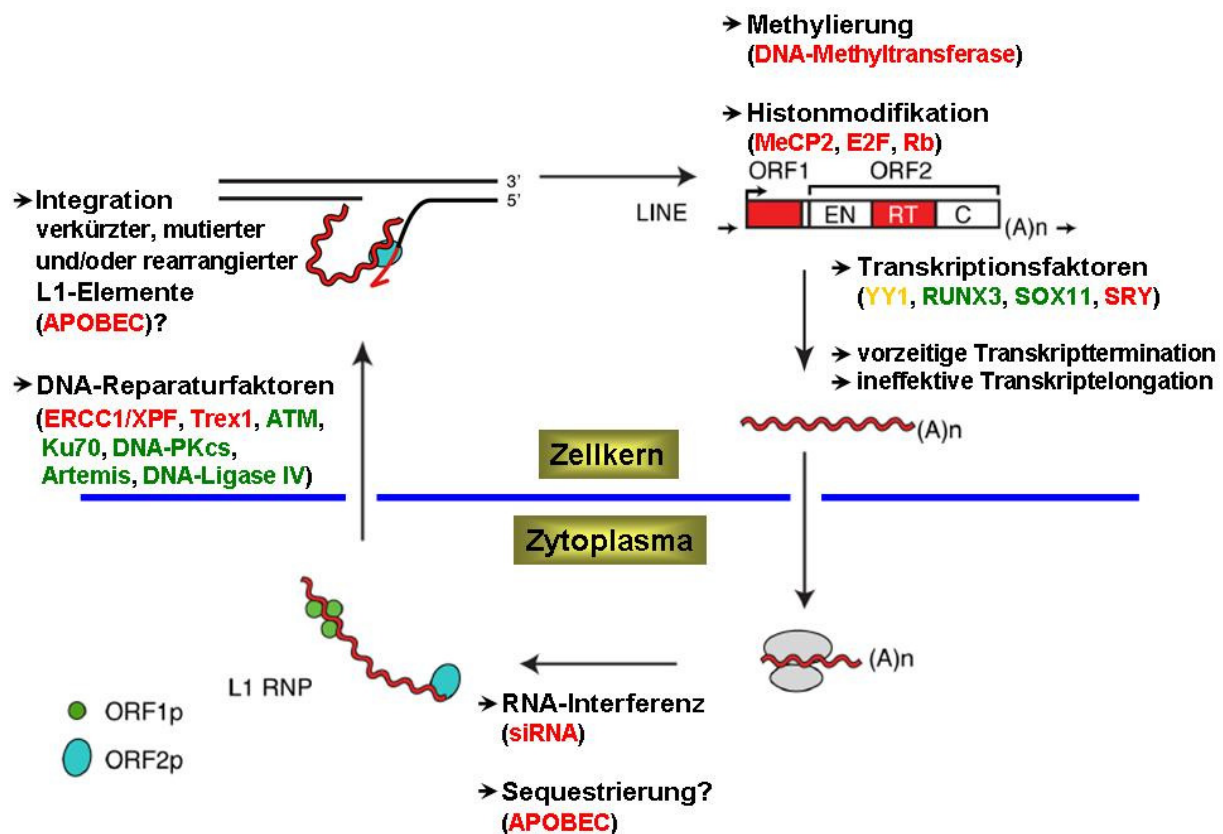 → Methylierung
(DNA-Methyltransferase)
→ Histonmodifikation
(MeCP2, E2F, Rb)
ORF1 ORF2
LINE
EN RT C
(A)n
→ Transkriptionsfaktoren
(YY1, RUNX3, SOX11, SRY)
→ vorzeitige Transkripttermination
→ ineffektive Transkriptelongation
(A)n
3'
5'
→ Integration
verkürzter, mutierter
und/oder rearrangierter
L1-Elemente
(APOBEC)?
→ DNA-Reparaturfaktoren
(ERCC1/XPF, Trex1, ATM,
Ku70, DNA-PKcs,
Artemis, DNA-Ligase IV)
Zellkern
Zytoplasma
(A)n
L1 RNP
ORF1p
ORF2p
→ RNA-Interferenz
(siRNA)
→ Sequestrierung?
(APOBEC)